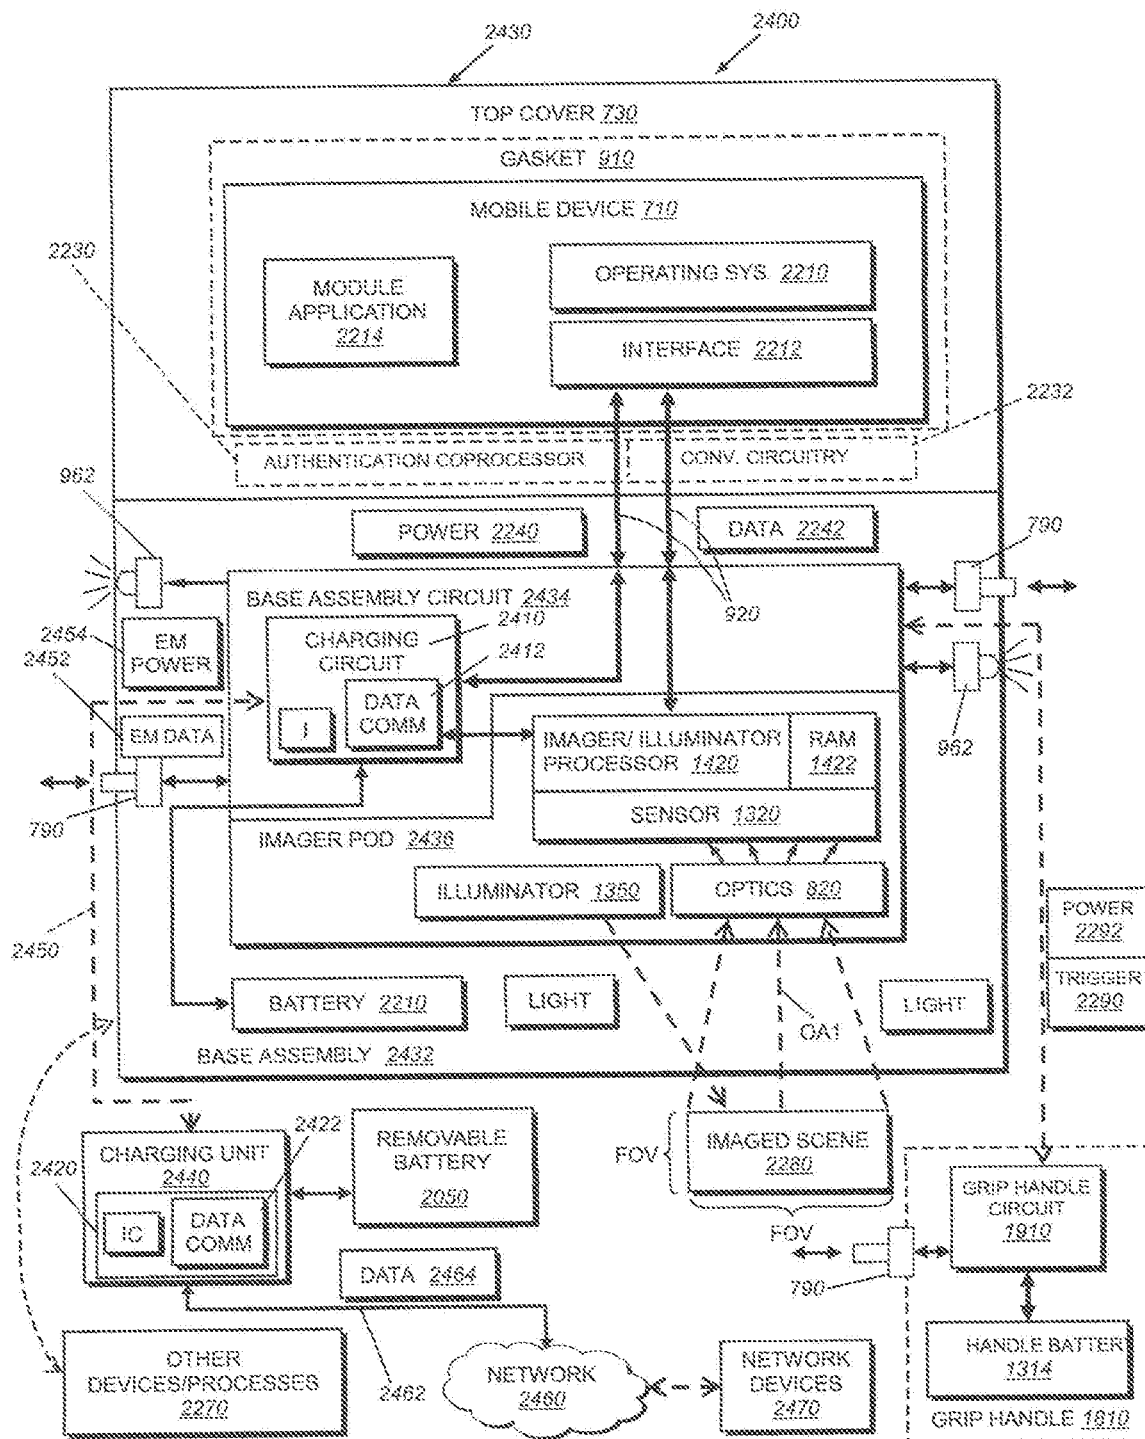 2430
2400
TOP COVER 730
GASKET 910
MOBILE DEVICE 710
2230
MODULE
APPLICATION
2214
OPERATING SYS. 2210
INTERFACE 2212
2232
AUTHENTICATION COPROCESSOR
CONV. CIRCUITRY
962
POWER 2240
DATA 2242
790
BASE ASSEMBLY CIRCUIT 2434
2410
920
2454
EM
POWER
2452
CHARGING
CIRCUIT
2412
DATA
COMM
I
EM DATA
IMAGER/ ILLUMINATOR
PROCESSOR 1420
RAM
1422
962
790
SENSOR 1320
IMAGER POD 2436
ILLUMINATOR 1350
OPTICS 820
2450
POWER
2292
TRIGGER
2290
BATTERY 2210
LIGHT
LIGHT
OA1
BASE ASSEMBLY 2432
2422
CHARGING UNIT
2440
2420
IC
DATA
COMM
REMOVABLE
BATTERY
2050
FOV
IMAGED SCENE
2280
FOV
GRIP HANDLE
CIRCUIT
1910
790
DATA 2464
OTHER
DEVICES/PROCESSES
2270
2462
NETWORK
2460
NETWORK
DEVICES
2470
HANDLE BATTER
1314
GRIP HANDLE 1810